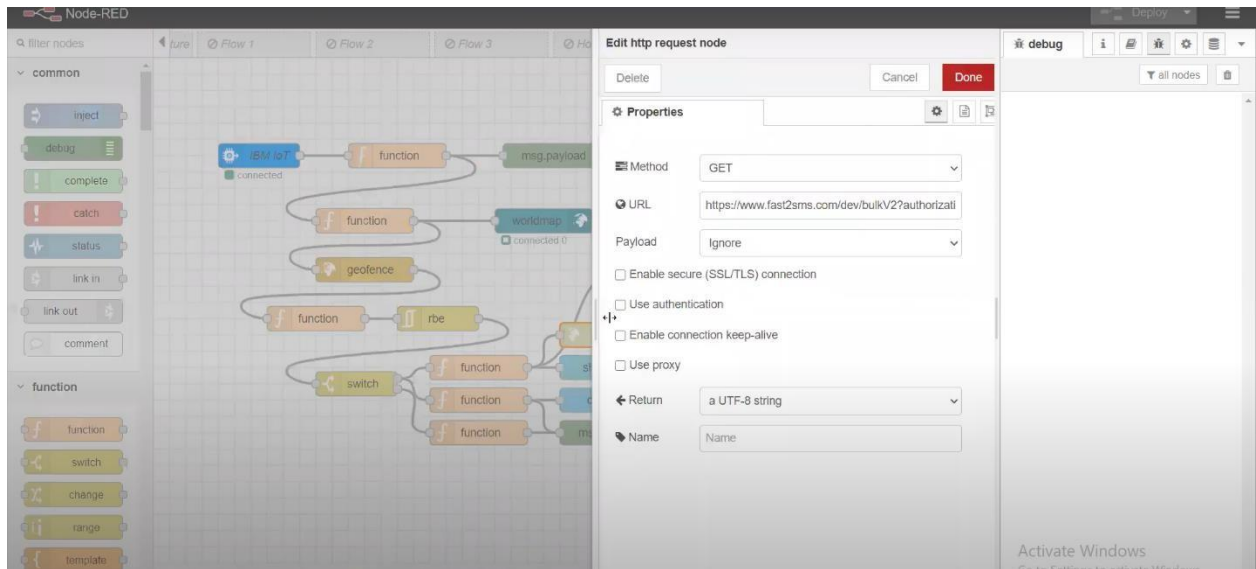 Node-RED
Deploy
filter nodes
common
inject
debug
complete
catch
status
link in
link out
comment
function
function
switch
change
range
template
Flow 1
Flow 2
Flow 3
IBM IoT
connected
function
msg.payload
function
worldmap
connected 0
geofence
function
rbe
switch
function
function
function
Edit http request node
Delete
Cancel
Done
Properties
Method
GET
URL
https://www.fast2sms.com/dev/bulkV2?authorizati
Payload
Ignore
Enable secure (SSL/TLS) connection
Use authentication
Enable connection keep-alive
Use proxy
Return
a UTF-8 string
Name
Name
debug
i
all nodes
Activate Windows